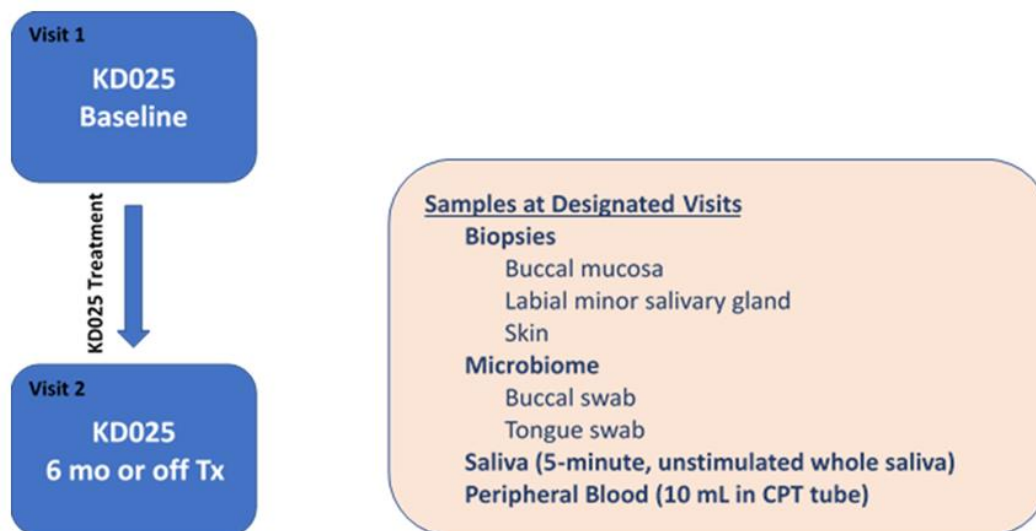 Visit 1
KD025
Baseline
KD025 Treatment
Visit 2
KD025
6 mo or off Tx
Samples at Designated Visits
Biopsies
Buccal mucosa
Labial minor salivary gland
Skin
Microbiome
Buccal swab
Tongue swab
Saliva (5-minute, unstimulated whole saliva)
Peripheral Blood (10 mL in CPT tube)